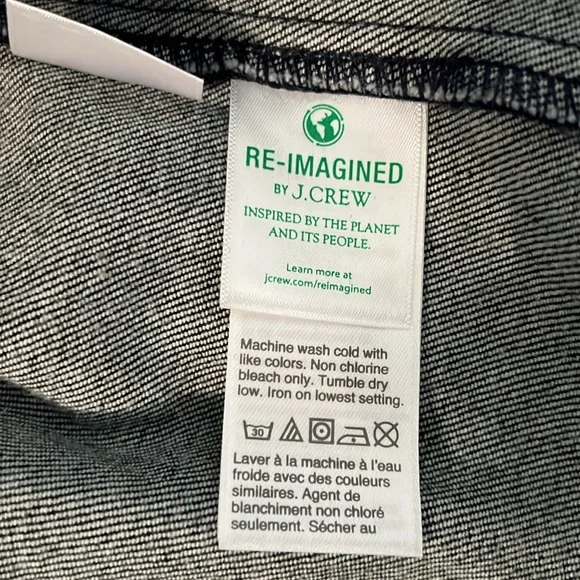 RE-IMAGINED
BY J.CREW
INSPIRED BY THE PLANET
AND ITS PEOPLE.
Learn more at
jcrew.com/reimagined
Machine wash cold with
like colors. Non chlorine
bleach only. Tumble dry
low. Iron on lowest setting.
30
Laver à la machine à l'eau
froide avec des couleurs
similaires. Agent de
blanchiment non chloré
seulement. Sécher au